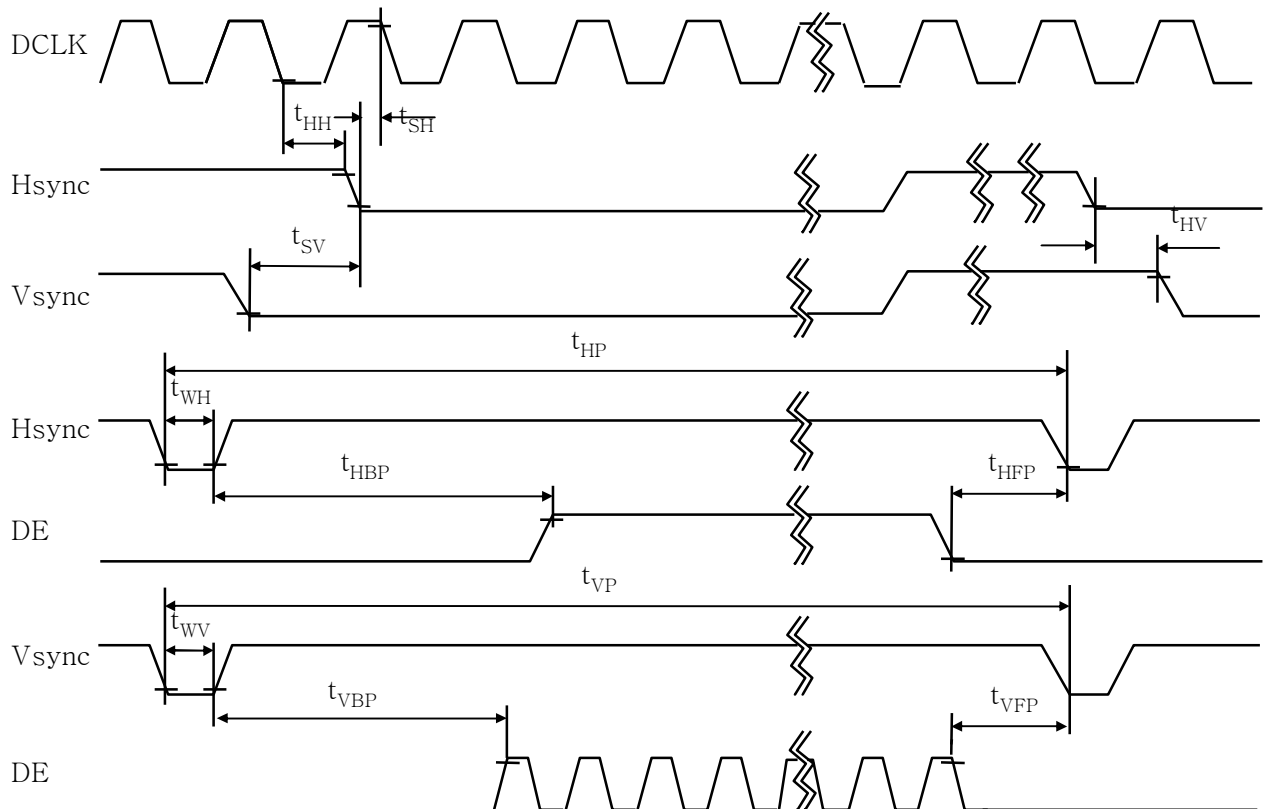 DCLK
tHH
tSH
Hsync
tHV
tSV
Vsync
tHP
tWH
Hsync
tHBP
tHFP
DE
tVP
tWV
Vsync
tVBP
tVFP
DE